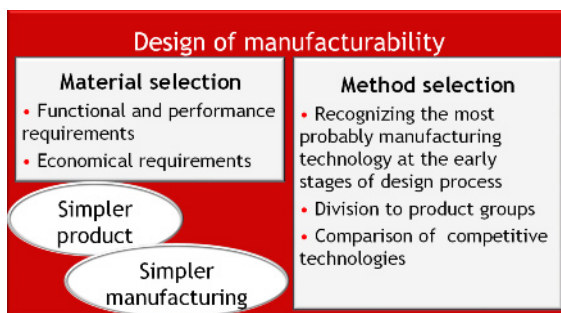 Design of manufacturability
Material selection
• Functional and performance
requirements
• Economical requirements
Simpler
product
Simpler
manufacturing
Method selection
• Recognizing the most
probably manufacturing
technology at the early
stages of design process
• Division to product groups
• Comparison of competitive
technologies